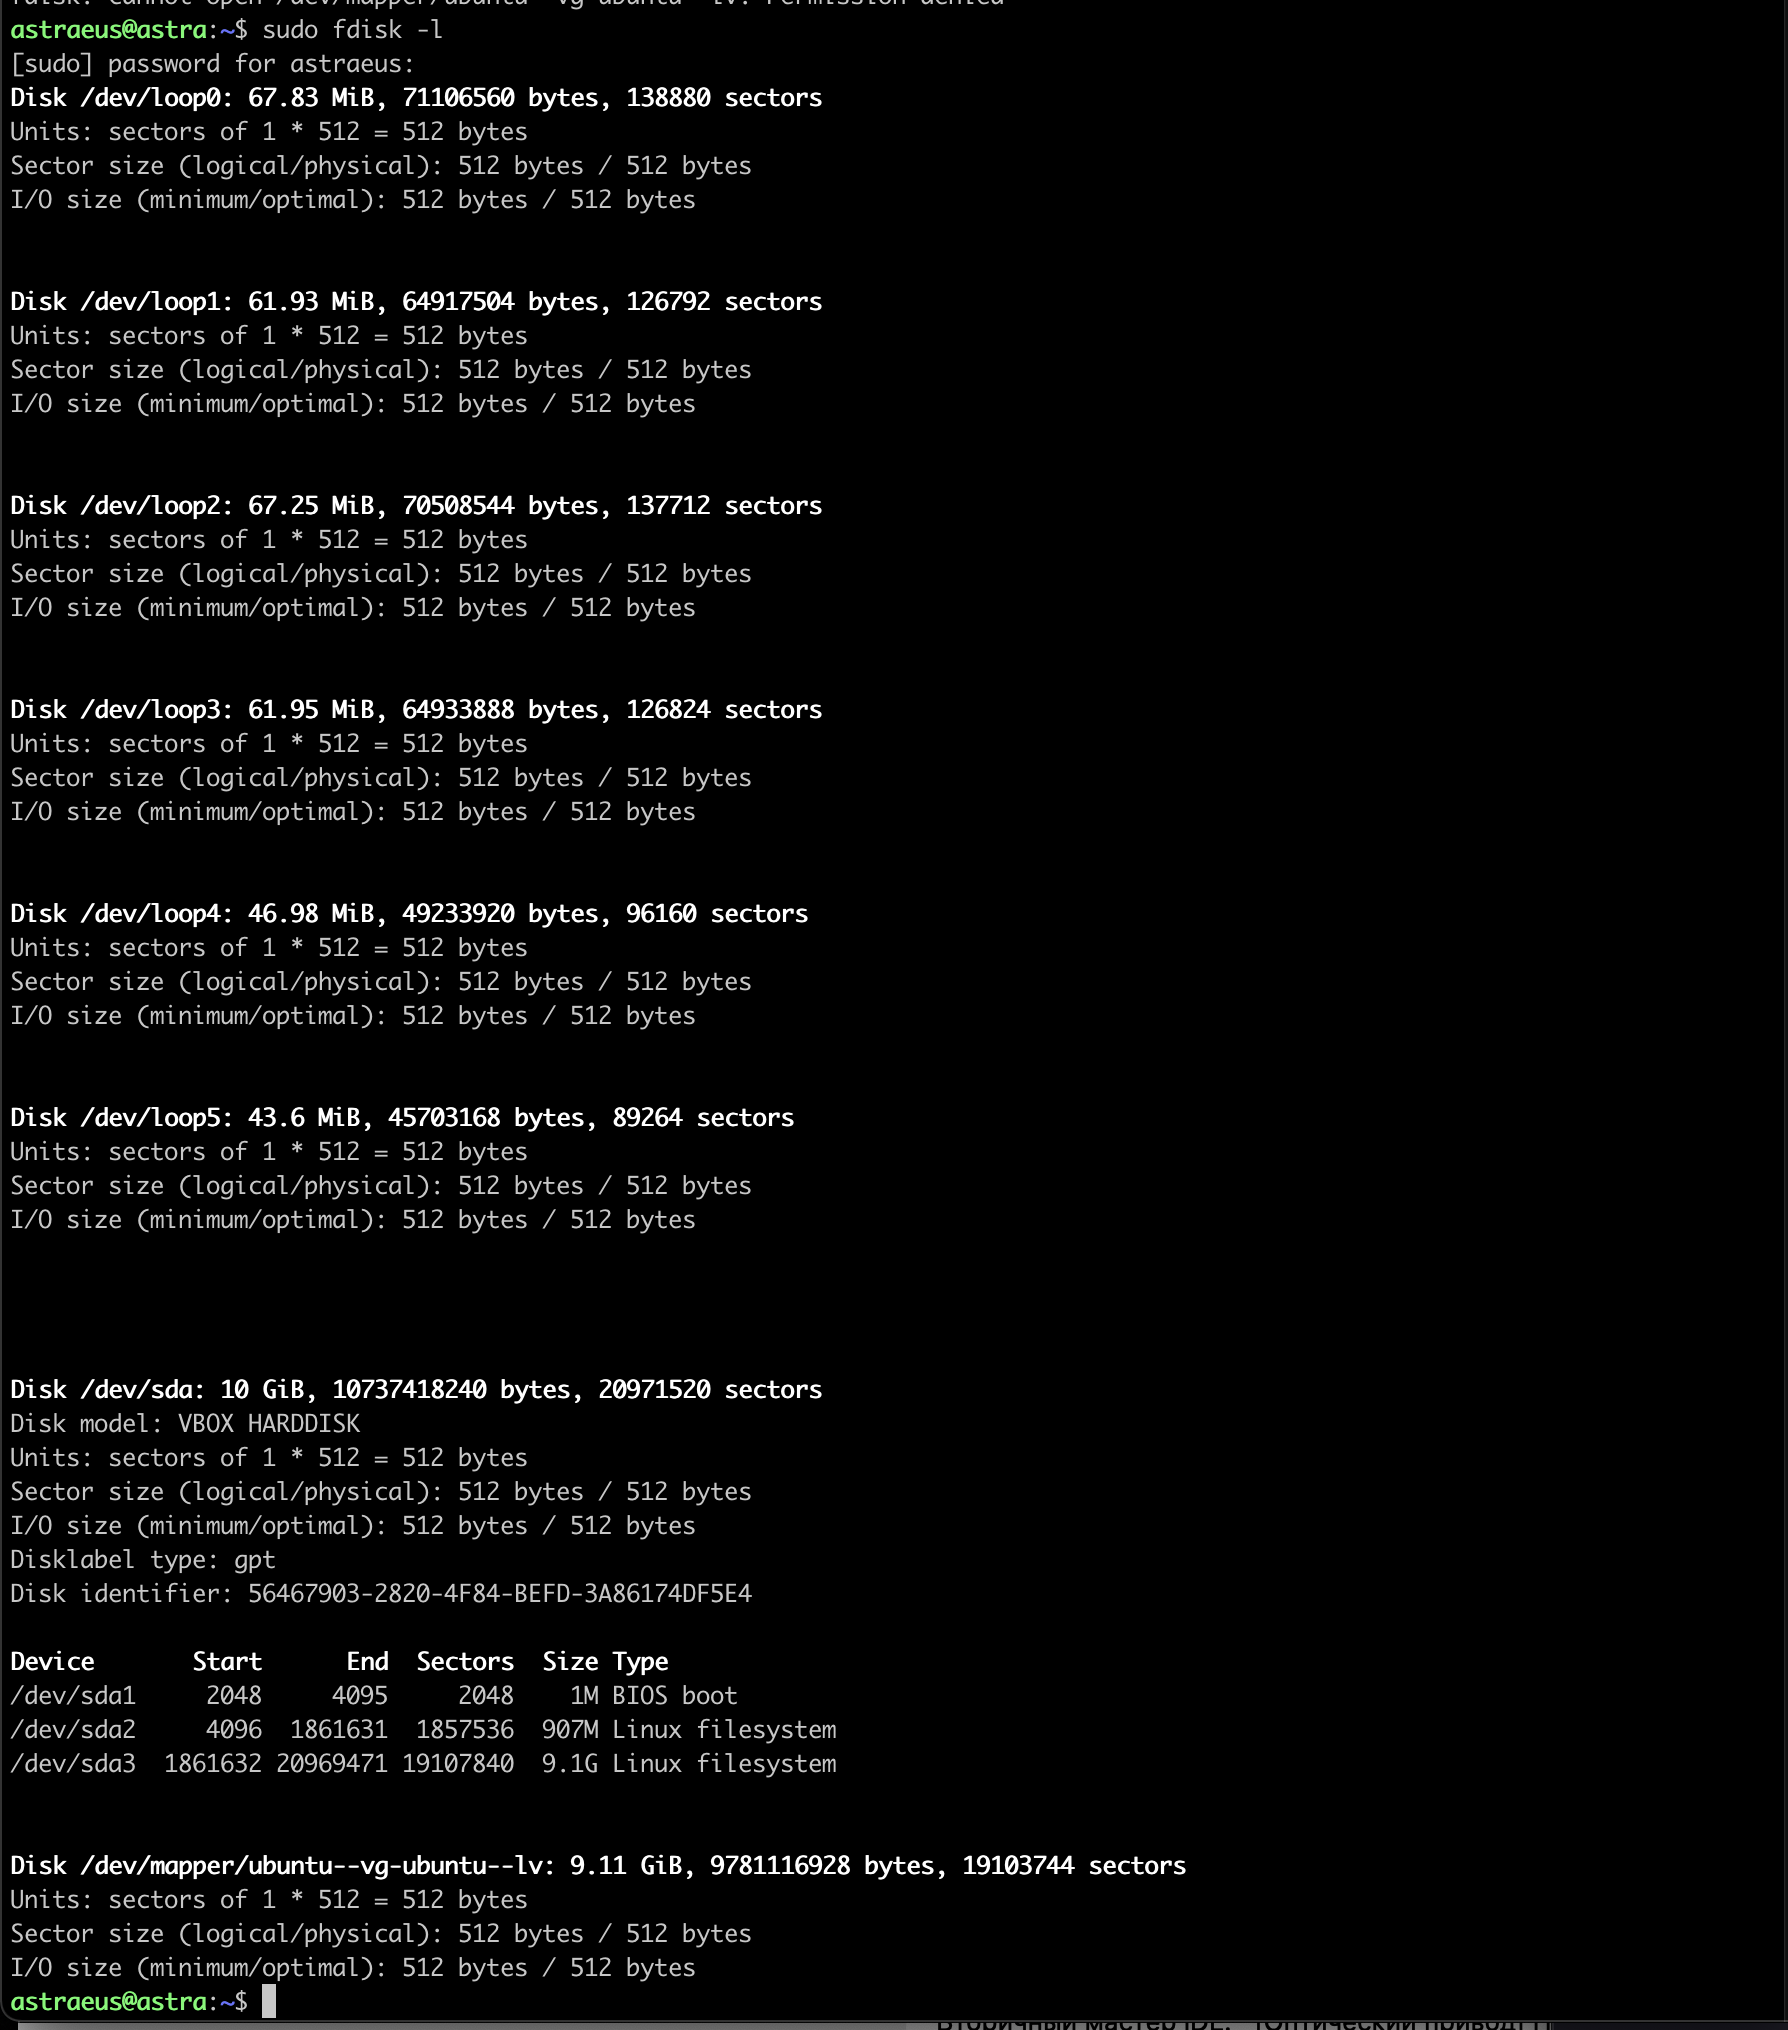 fdisk: cannot open /dev/mapper/ubuntu--vg-ubuntu--lv: Permission denied
astraeus@astra:~$ sudo fdisk -l
[sudo] password for astraeus:
Disk /dev/loop0: 67.83 MiB, 71106560 bytes, 138880 sectors
Units: sectors of 1 * 512 = 512 bytes
Sector size (logical/physical): 512 bytes / 512 bytes
I/O size (minimum/optimal): 512 bytes / 512 bytes
Disk /dev/loop1: 61.93 MiB, 64917504 bytes, 126792 sectors
Units: sectors of 1 * 512 = 512 bytes
Sector size (logical/physical): 512 bytes / 512 bytes
I/O size (minimum/optimal): 512 bytes / 512 bytes
Disk /dev/loop2: 67.25 MiB, 70508544 bytes, 137712 sectors
Units: sectors of 1 * 512 = 512 bytes
Sector size (logical/physical): 512 bytes / 512 bytes
I/O size (minimum/optimal): 512 bytes / 512 bytes
Disk /dev/loop3: 61.95 MiB, 64933888 bytes, 126824 sectors
Units: sectors of 1 * 512 = 512 bytes
Sector size (logical/physical): 512 bytes / 512 bytes
I/O size (minimum/optimal): 512 bytes / 512 bytes
Disk /dev/loop4: 46.98 MiB, 49233920 bytes, 96160 sectors
Units: sectors of 1 * 512 = 512 bytes
Sector size (logical/physical): 512 bytes / 512 bytes
I/O size (minimum/optimal): 512 bytes / 512 bytes
Disk /dev/loop5: 43.6 MiB, 45703168 bytes, 89264 sectors
Units: sectors of 1 * 512 = 512 bytes
Sector size (logical/physical): 512 bytes / 512 bytes
I/O size (minimum/optimal): 512 bytes / 512 bytes
Disk /dev/sda: 10 GiB, 10737418240 bytes, 20971520 sectors
Disk model: VBOX HARDDISK
Units: sectors of 1 * 512 = 512 bytes
Sector size (logical/physical): 512 bytes / 512 bytes
I/O size (minimum/optimal): 512 bytes / 512 bytes
Disklabel type: gpt
Disk identifier: 56467903-2820-4F84-BEFD-3A86174DF5E4
Device Start End Sectors Size Type
/dev/sda1 2048 4095 2048 1M BIOS boot
/dev/sda2 4096 1861631 1857536 907M Linux filesystem
/dev/sda3 1861632 20969471 19107840 9.1G Linux filesystem
Disk /dev/mapper/ubuntu--vg-ubuntu--lv: 9.11 GiB, 9781116928 bytes, 19103744 sectors
Units: sectors of 1 * 512 = 512 bytes
Sector size (logical/physical): 512 bytes / 512 bytes
I/O size (minimum/optimal): 512 bytes / 512 bytes
astraeus@astra:~$
Вторичный мастер IDE: [Оптический привод]